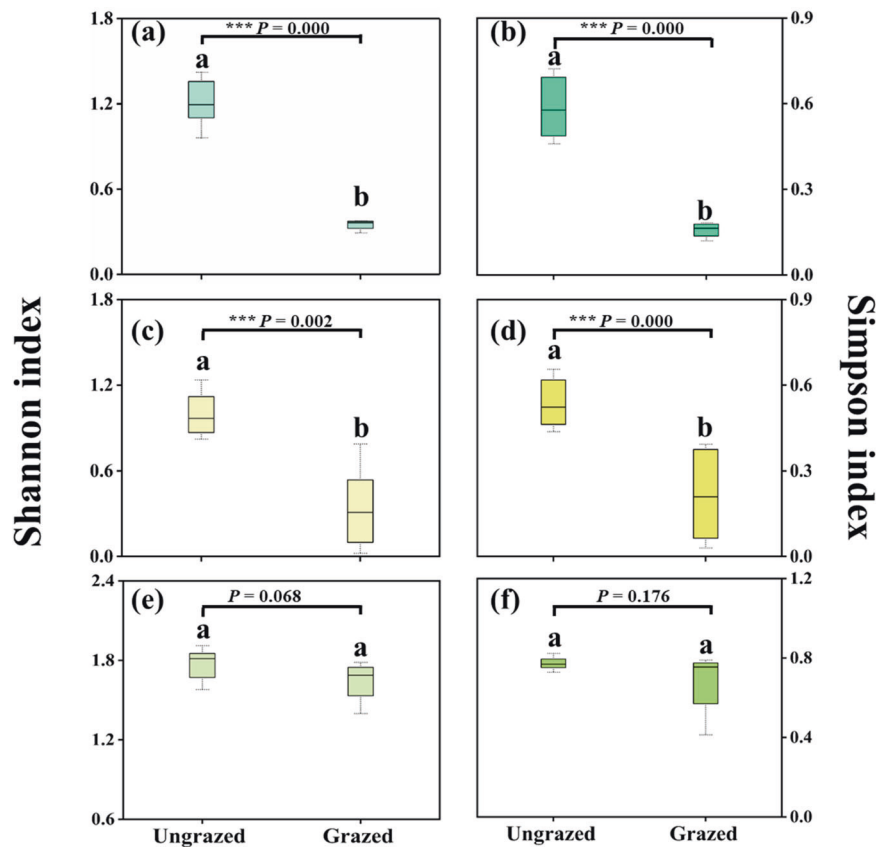 Shannon index
Simpson index
(a)
*** P = 0.000
a
b
1.8
1.2
0.6
0.0
(b)
*** P = 0.000
a
b
0.9
0.6
0.3
0.0
(c)
*** P = 0.002
a
b
1.8
1.2
0.6
0.0
(d)
*** P = 0.000
a
b
0.9
0.6
0.3
0.0
(e)
P = 0.068
a
a
2.4
1.8
1.2
0.6
Ungrazed Grazed
(f)
P = 0.176
a
a
1.2
0.8
0.4
0.0
Ungrazed Grazed